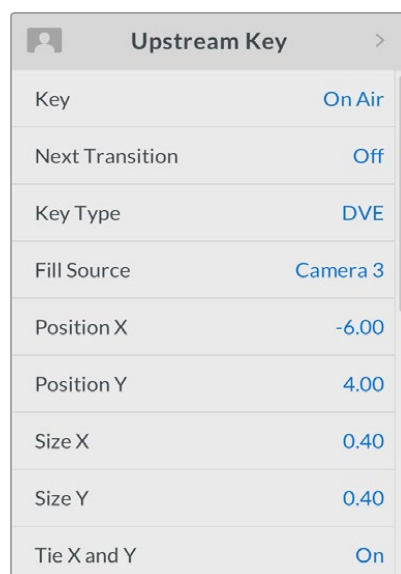 Upstream Key
Key On Air
Next Transition Off
Key Type DVE
Fill Source Camera 3
Position X -6.00
Position Y 4.00
Size X 0.40
Size Y 0.40
Tie X and Y On